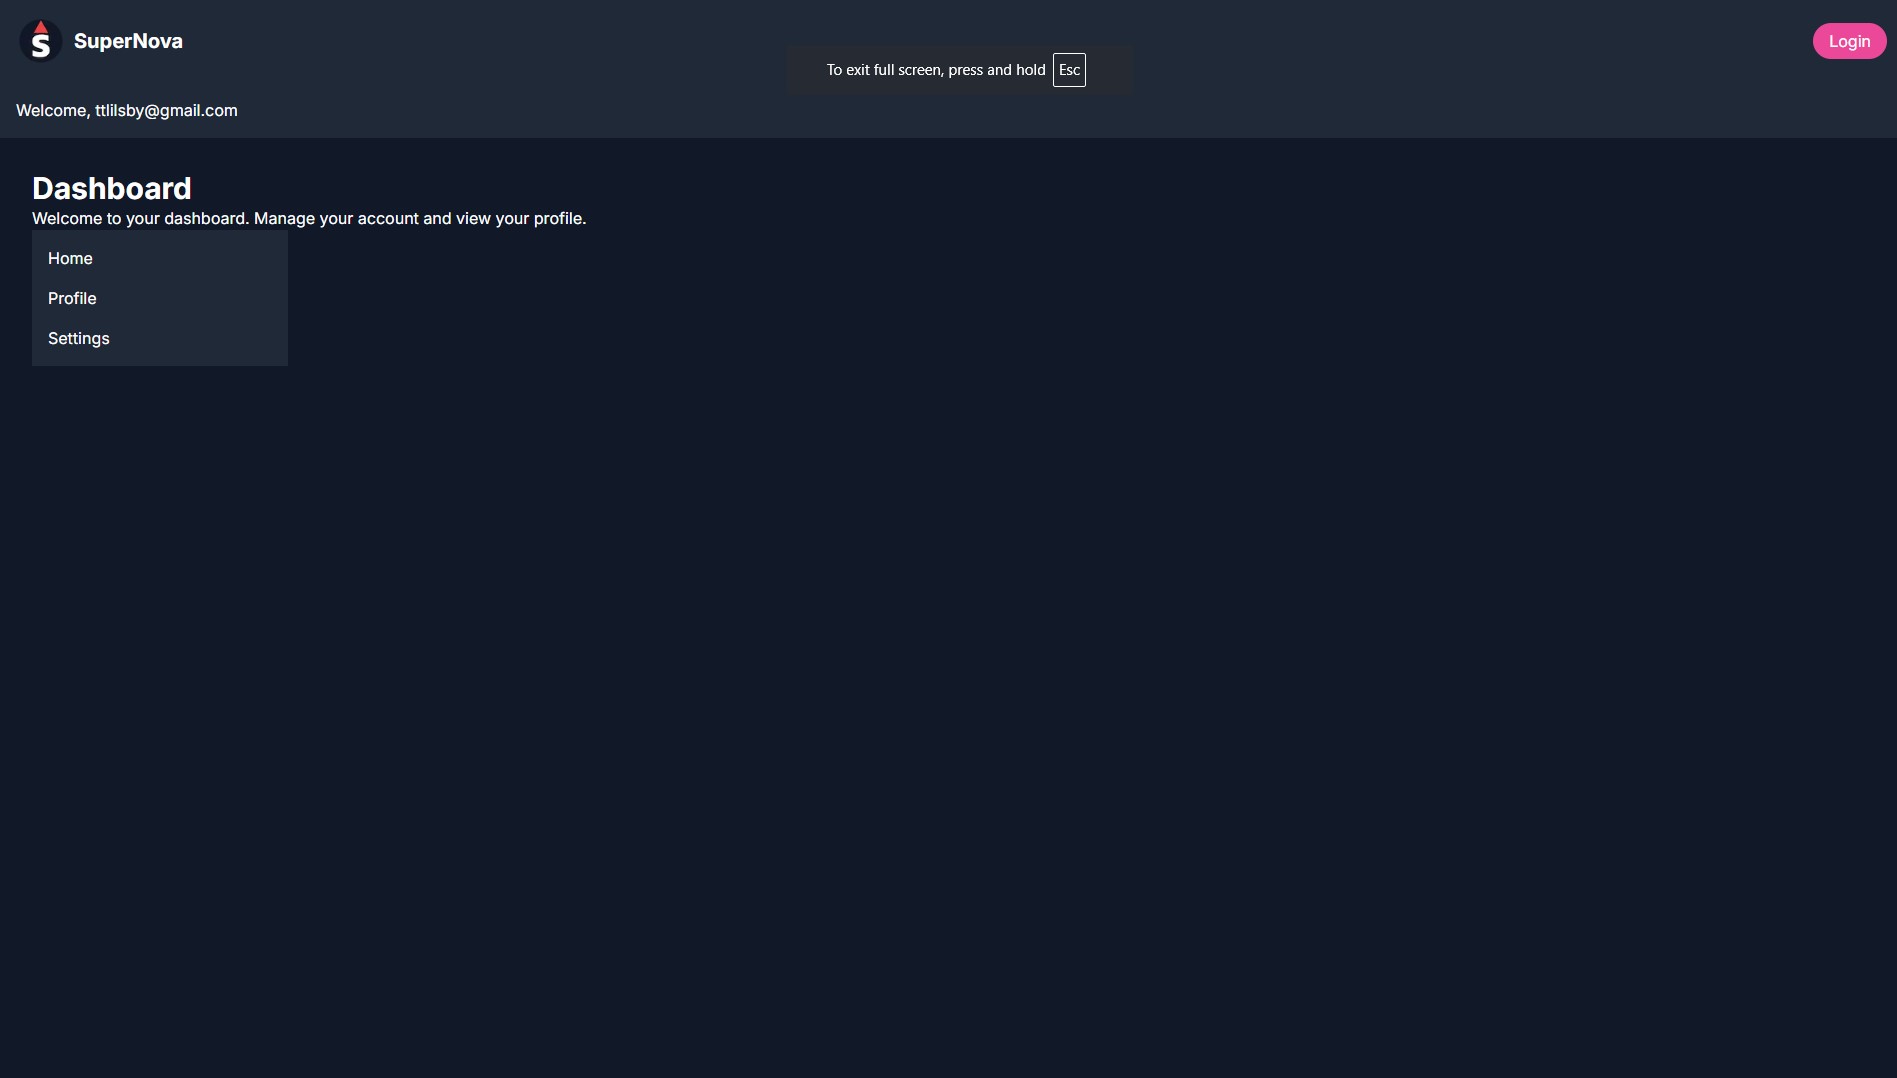 S SuperNova
Login
To exit full screen, press and hold Esc
Welcome, ttlilsby@gmail.com
Dashboard
Welcome to your dashboard. Manage your account and view your profile.
Home
Profile
Settings